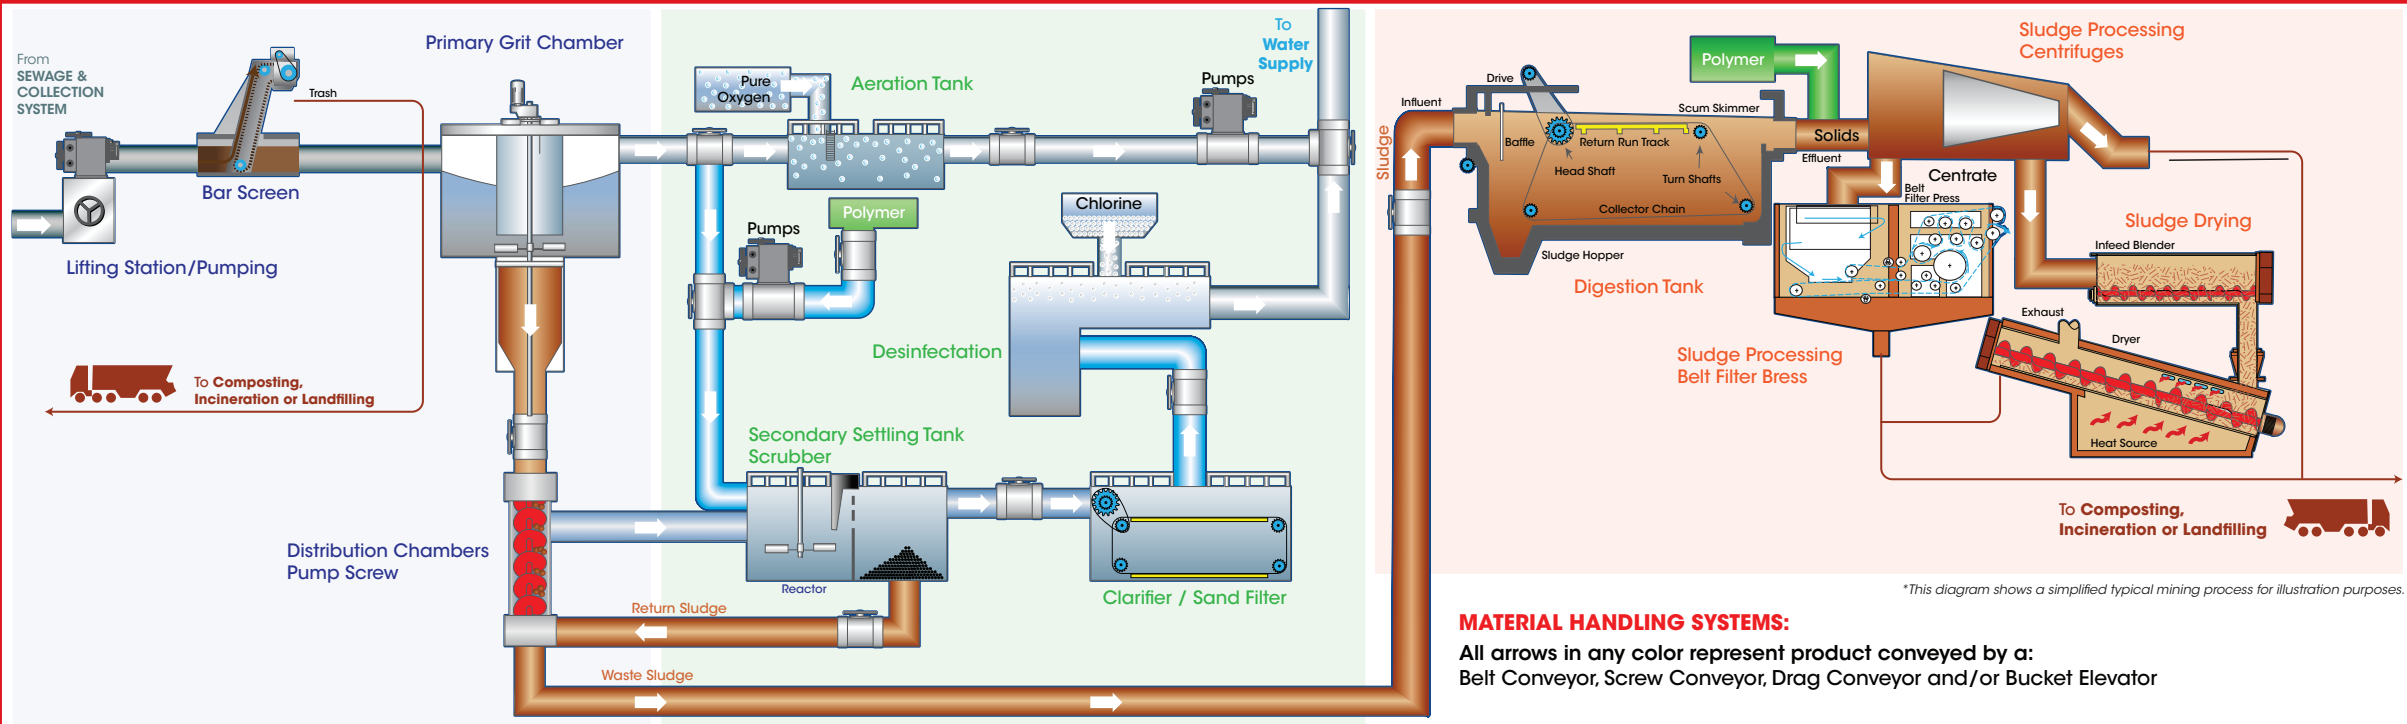 From
SEWAGE &
COLLECTION
SYSTEM
Trash
Bar Screen
Lifting Station/Pumping
Primary Grit Chamber
To Composting,
Incineration or Landfilling
Distribution Chambers
Pump Screw
Pure
Oxygen
Aeration Tank
Pumps
To
Water
Supply
Polymer
Pumps
Chlorine
Desinfectation
Secondary Settling Tank
Scrubber
Reactor
Clarifier / Sand Filter
Return Sludge
Waste Sludge
Sludge
Influent
Drive
Baffle
Scum Skimmer
Return Run Track
Head Shaft
Turn Shafts
Collector Chain
Sludge Hopper
Digestion Tank
Polymer
Solids
Effluent
Sludge Processing
Centrifuges
Centrate
Belt
Filter Press
Sludge Processing
Belt Filter Bress
Sludge Drying
Infeed Blender
Exhaust
Dryer
Heat Source
To Composting,
Incineration or Landfilling
*This diagram shows a simplified typical mining process for illustration purposes.
MATERIAL HANDLING SYSTEMS:
All arrows in any color represent product conveyed by a:
Belt Conveyor, Screw Conveyor, Drag Conveyor and/or Bucket Elevator